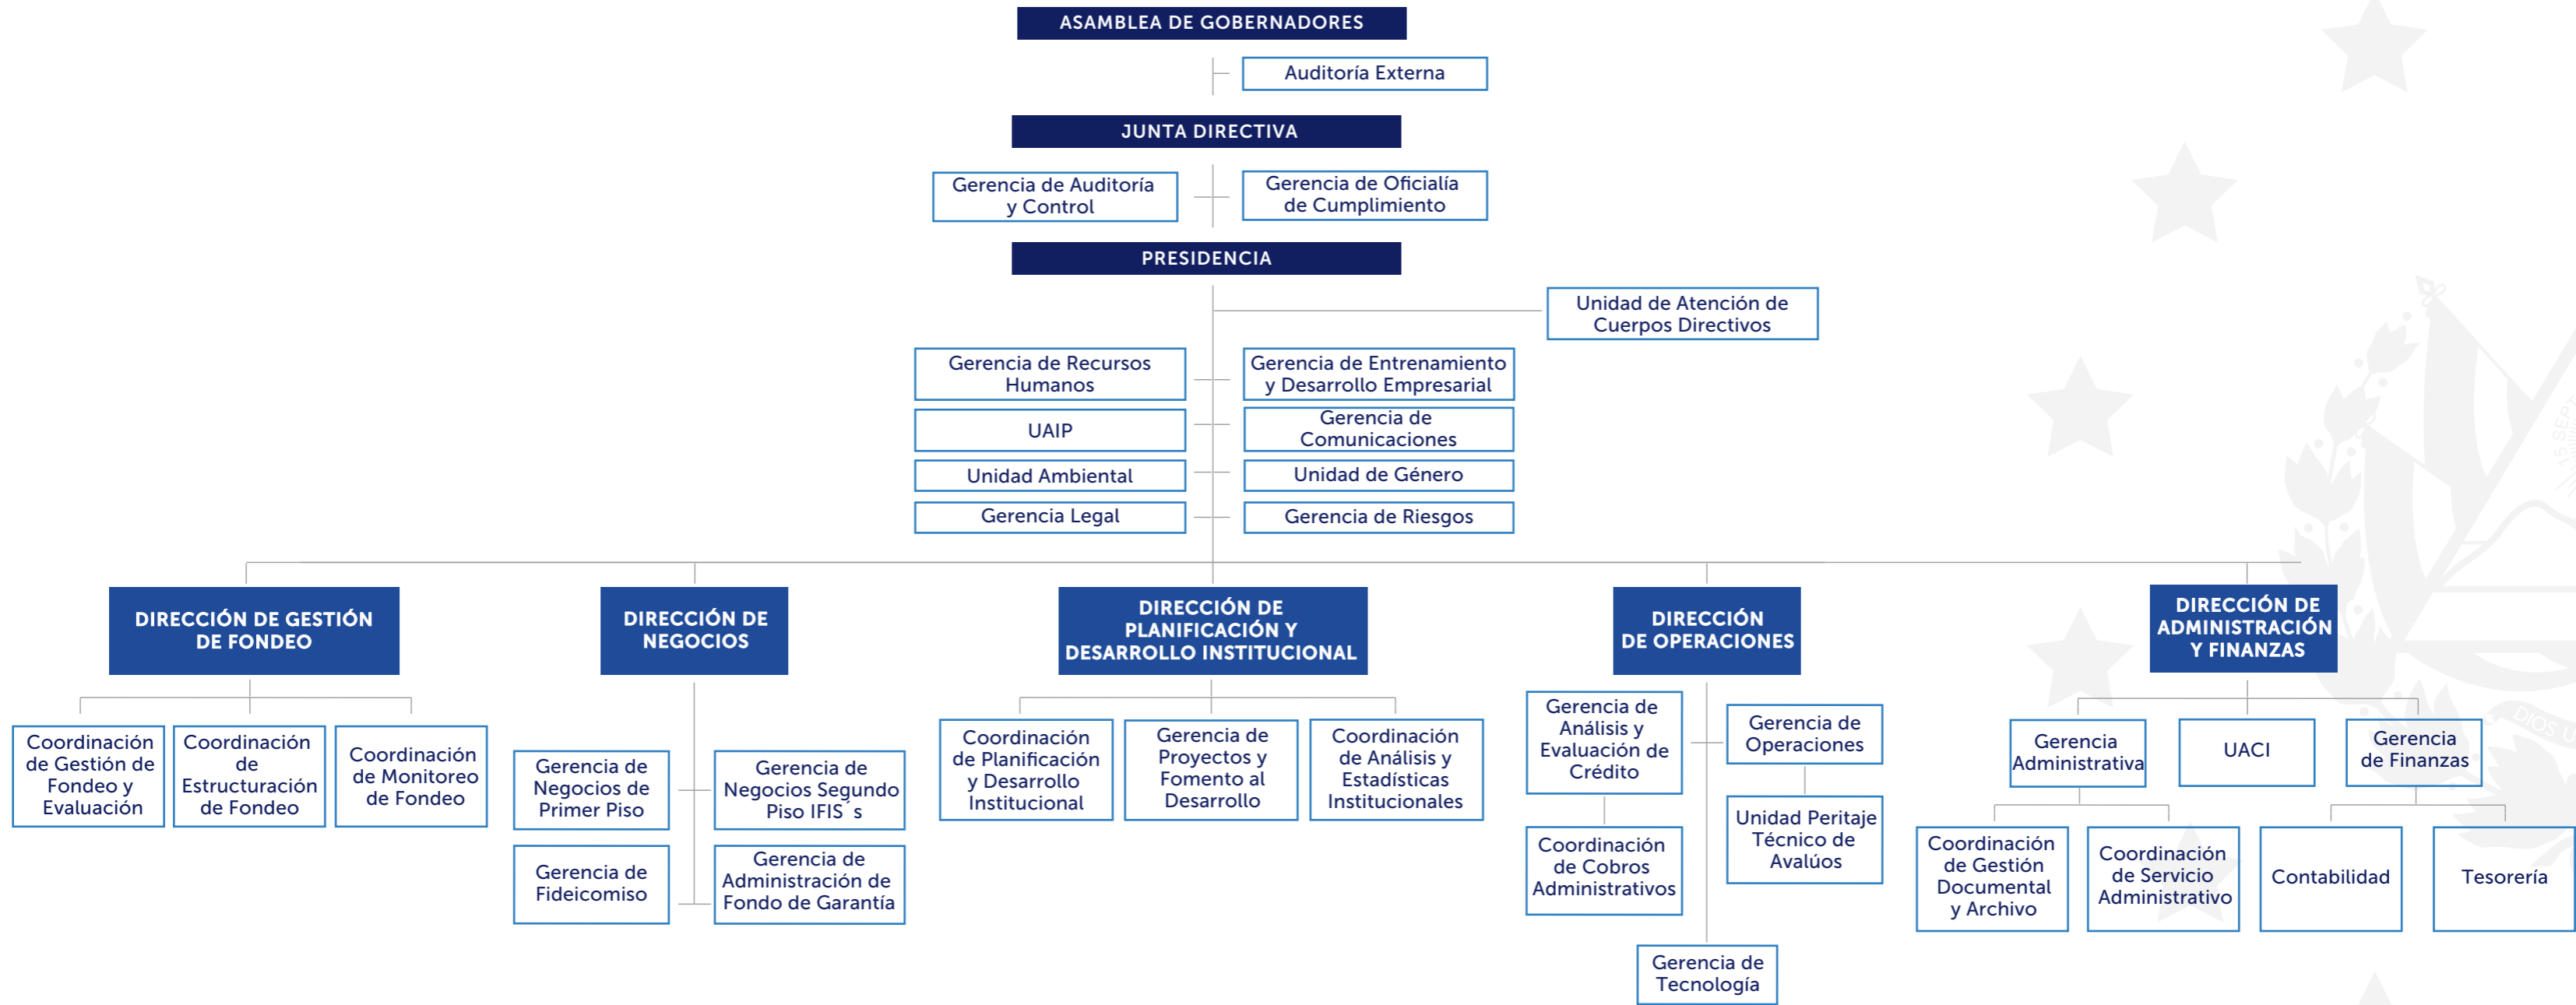 ASAMBLEA DE GOBERNADORES
Auditoría Externa
JUNTA DIRECTIVA
Gerencia de Auditoría
y Control
Gerencia de Oficialía
de Cumplimiento
PRESIDENCIA
Unidad de Atención de
Cuerpos Directivos
Gerencia de Recursos
Humanos
Gerencia de Entrenamiento
y Desarrollo Empresarial
UAIP
Gerencia de
Comunicaciones
Unidad Ambiental
Unidad de Género
Gerencia Legal
Gerencia de Riesgos
DIRECCIÓN DE GESTIÓN
DE FONDEO
DIRECCIÓN DE
NEGOCIOS
DIRECCIÓN DE
PLANIFICACIÓN Y
DESARROLLO INSTITUCIONAL
DIRECCIÓN
DE OPERACIONES
DIRECCIÓN DE
ADMINISTRACIÓN
Y FINANZAS
Coordinación
de Gestión de
Fondeo y
Evaluación
Coordinación
de
Estructuración
de Fondeo
Coordinación
de Monitoreo
de Fondeo
Gerencia de
Negocios de
Primer Piso
Gerencia de
Negocios Segundo
Piso IFIS´s
Gerencia de
Fideicomiso
Gerencia de
Administración de
Fondo de Garantía
Coordinación
de Planificación
y Desarrollo
Institucional
Gerencia de
Proyectos y
Fomento al
Desarrollo
Coordinación
de Análisis y
Estadísticas
Institucionales
Gerencia de
Análisis y
Evaluación de
Crédito
Gerencia de
Operaciones
Coordinación
de Cobros
Administrativos
Unidad Peritaje
Técnico de
Avalúos
Gerencia de
Tecnología
Gerencia
Administrativa
UACI
Gerencia
de Finanzas
Coordinación
de Gestión
Documental
y Archivo
Coordinación
de Servicio
Administrativo
Contabilidad
Tesorería
DIOS U